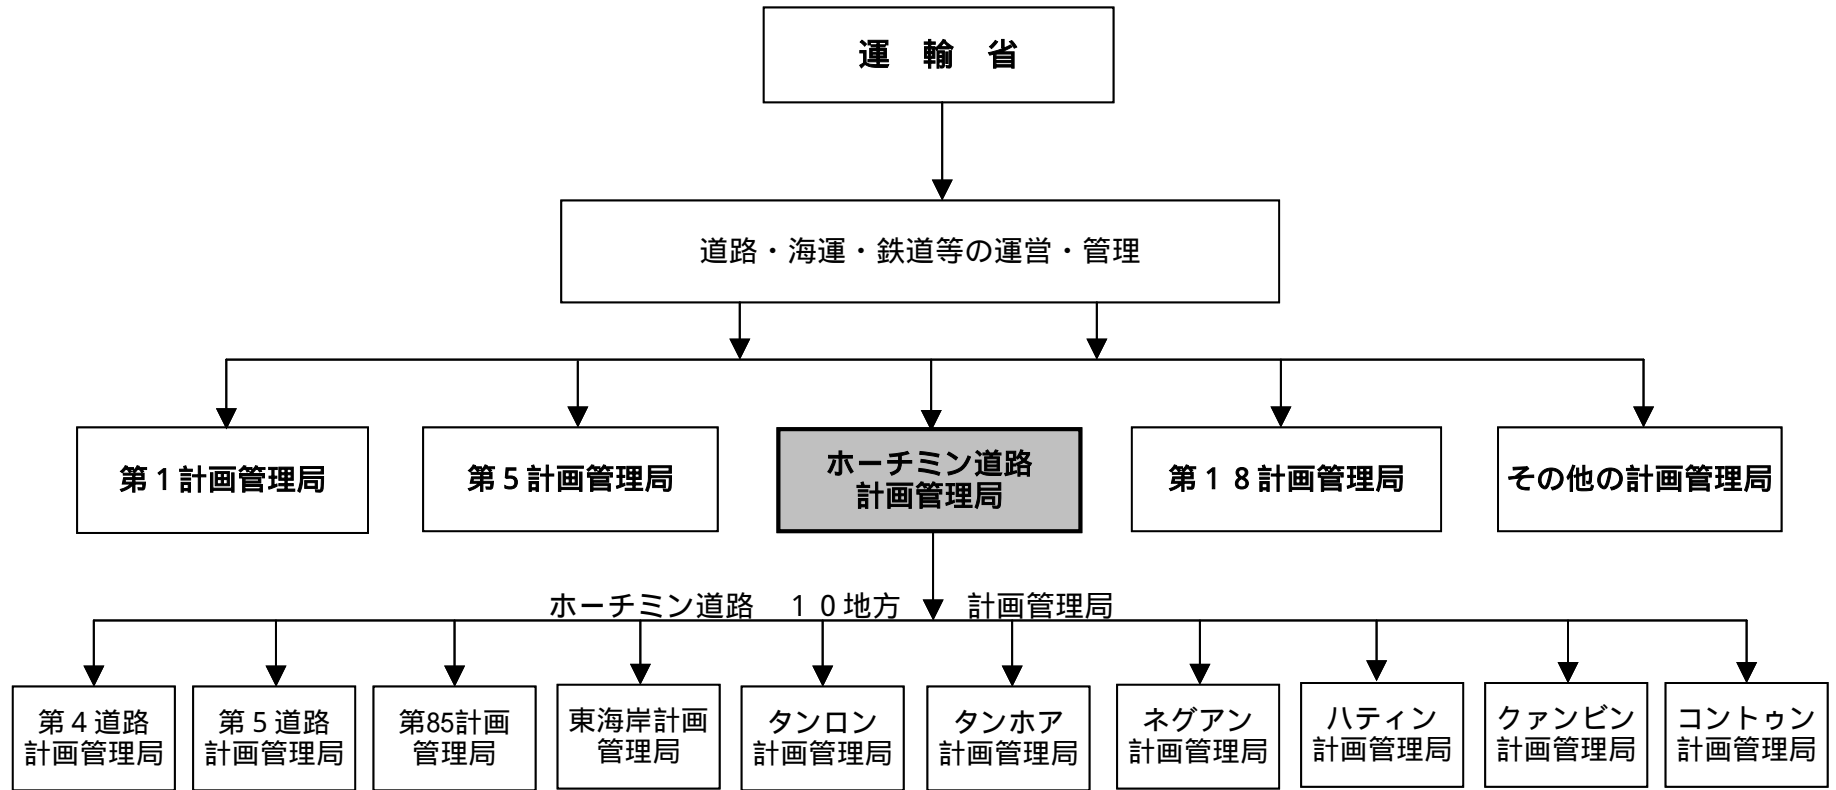 運　輸　省
道路・海運・鉄道等の運営・管理
第１計画管理局
第５計画管理局
ホーチミン道路
計画管理局
第１８計画管理局
その他の計画管理局
ホーチミン道路　１０地方　計画管理局
第４道路
計画管理局
第５道路
計画管理局
第85計画
管理局
東海岸計画
管理局
タンロン
計画管理局
タンホア
計画管理局
ネグアン
計画管理局
ハティン
計画管理局
クァンビン
計画管理局
コントゥン
計画管理局